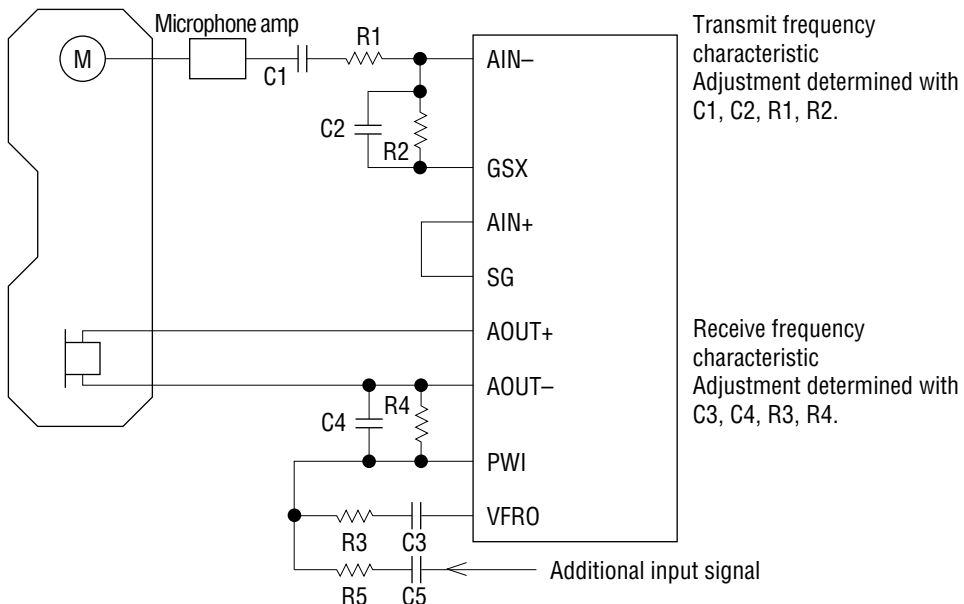 Microphone amp
M
C1
R1
C2
R2
AIN–
GSX
AIN+
SG
AOUT+
AOUT–
PWI
VFRO
C4
R4
R3
C3
R5
C5
Additional input signal
Transmit frequency
characteristic
Adjustment determined with
C1, C2, R1, R2.
Receive frequency
characteristic
Adjustment determined with
C3, C4, R3, R4.